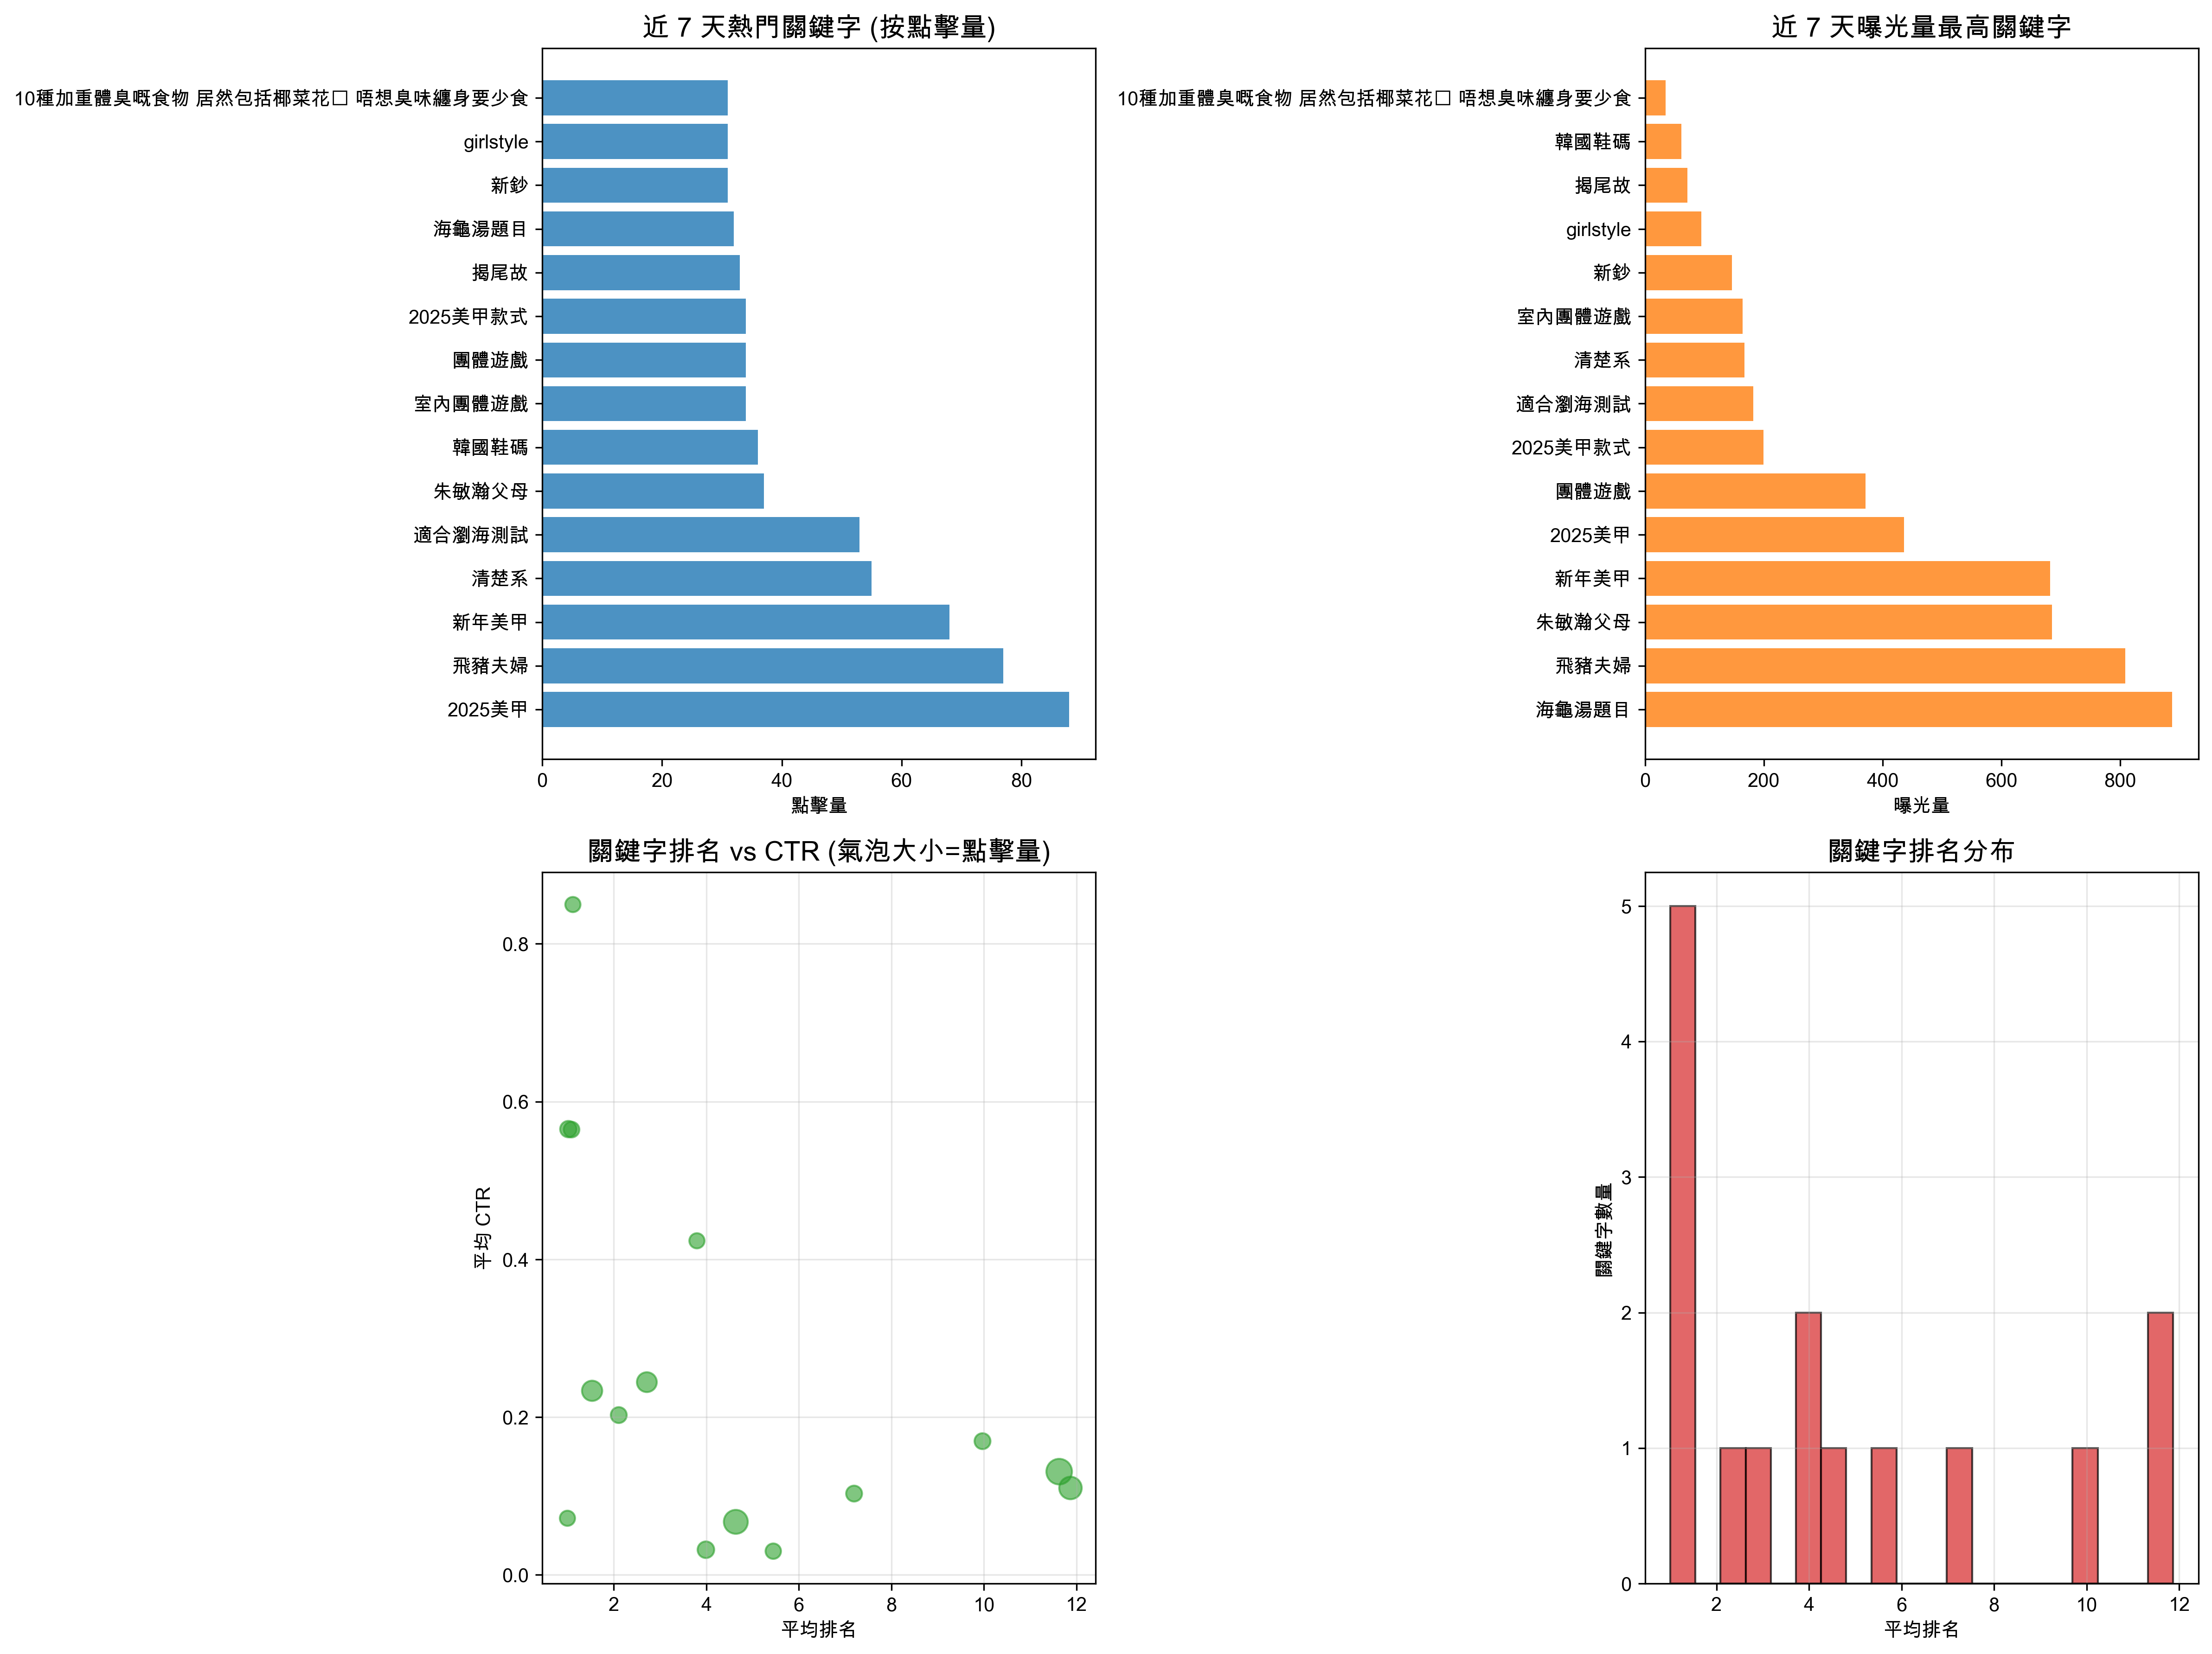 近 7 天熱門關鍵字 (按點擊量)
10種加重體臭嘅食物 居然包括椰菜花□ 唔想臭味纏身要少食
girlstyle
新鈔
海龜湯題目
揭尾故
2025美甲款式
團體遊戲
室內團體遊戲
韓國鞋碼
朱敏瀚父母
適合瀏海測試
清楚系
新年美甲
飛豬夫婦
2025美甲
0 20 40 60 80
點擊量
近 7 天曝光量最高關鍵字
10種加重體臭嘅食物 居然包括椰菜花□ 唔想臭味纏身要少食
韓國鞋碼
揭尾故
girlstyle
新鈔
室內團體遊戲
清楚系
適合瀏海測試
2025美甲款式
團體遊戲
2025美甲
新年美甲
朱敏瀚父母
飛豬夫婦
海龜湯題目
0 200 400 600 800
曝光量
關鍵字排名 vs CTR (氣泡大小=點擊量)
平均 CTR
0.8
0.6
0.4
0.2
0.0
2 4 6 8 10 12
平均排名
關鍵字排名分布
關鍵字數量
5
4
3
2
1
0
2 4 6 8 10 12
平均排名